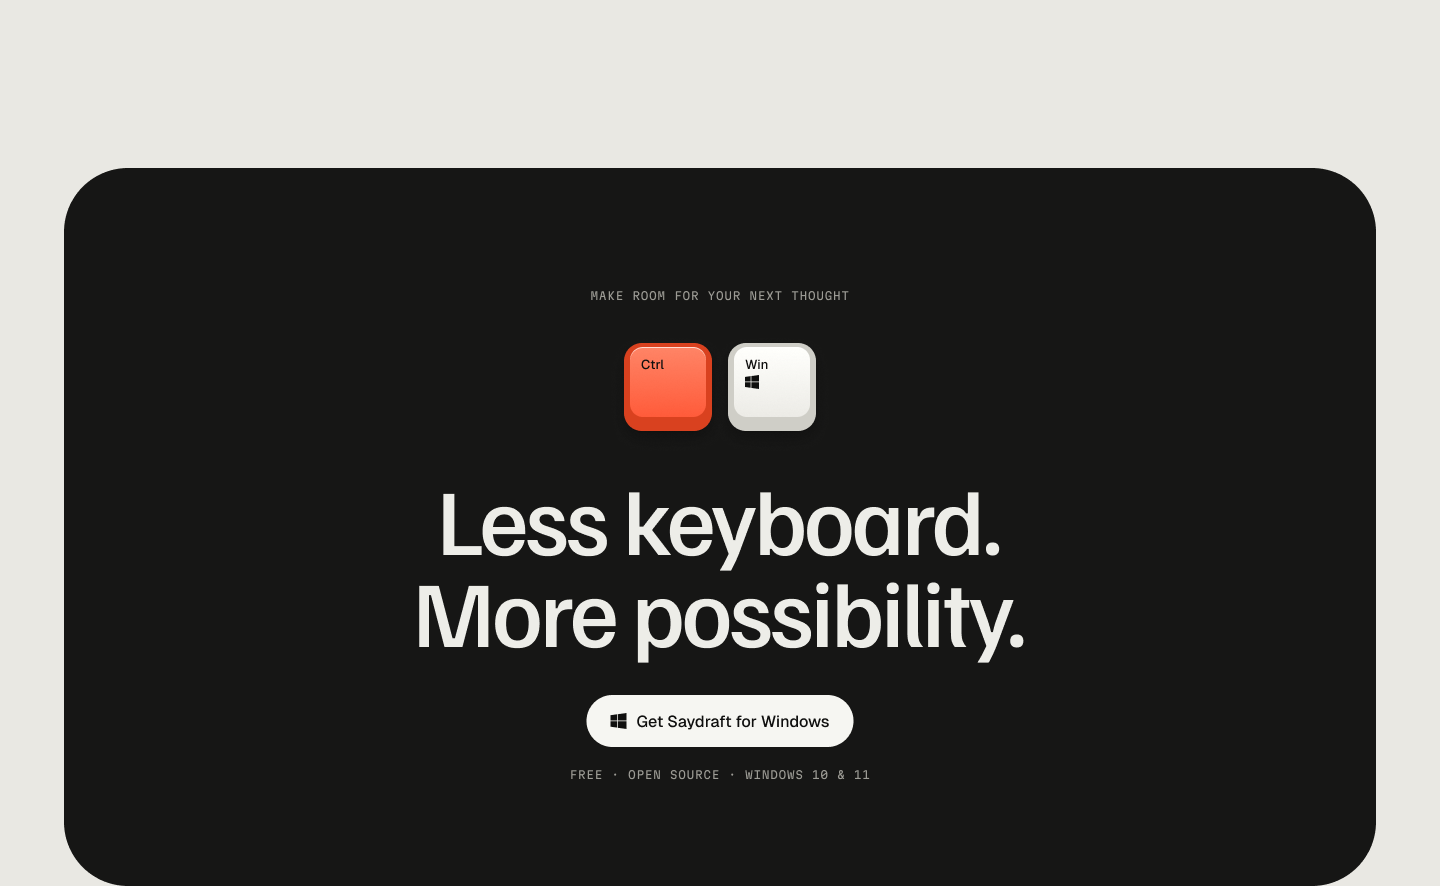 MAKE ROOM FOR YOUR NEXT THOUGHT
Ctrl
Win
Less keyboard.
More possibility.
Get Saydraft for Windows
FREE · OPEN SOURCE · WINDOWS 10 & 11